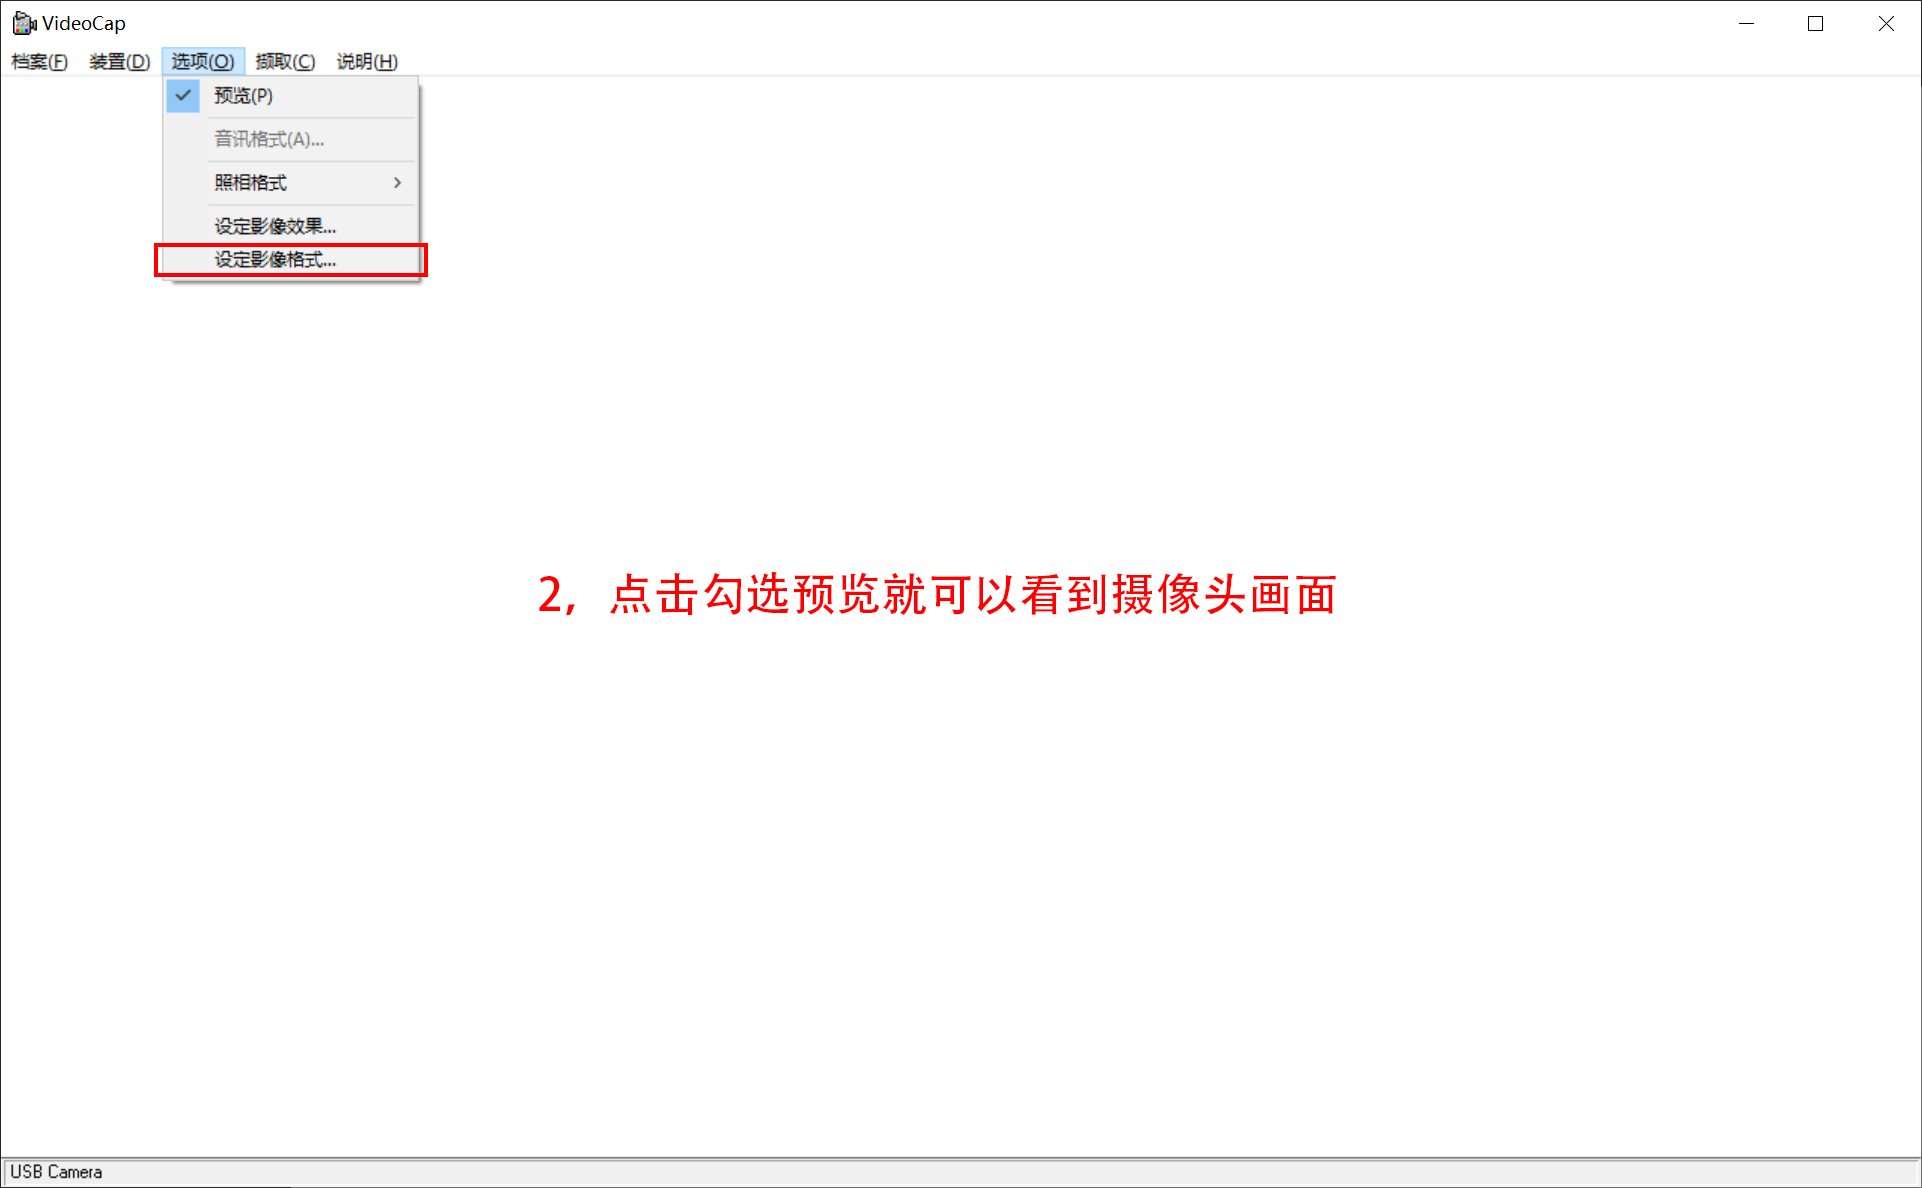 VideoCap
档案(F) 装置(D) 选项(O) 撷取(C) 说明(H)
预览(P)
音讯格式(A)...
照相格式
设定影像效果...
设定影像格式...
2，点击勾选预览就可以看到摄像头画面
USB Camera